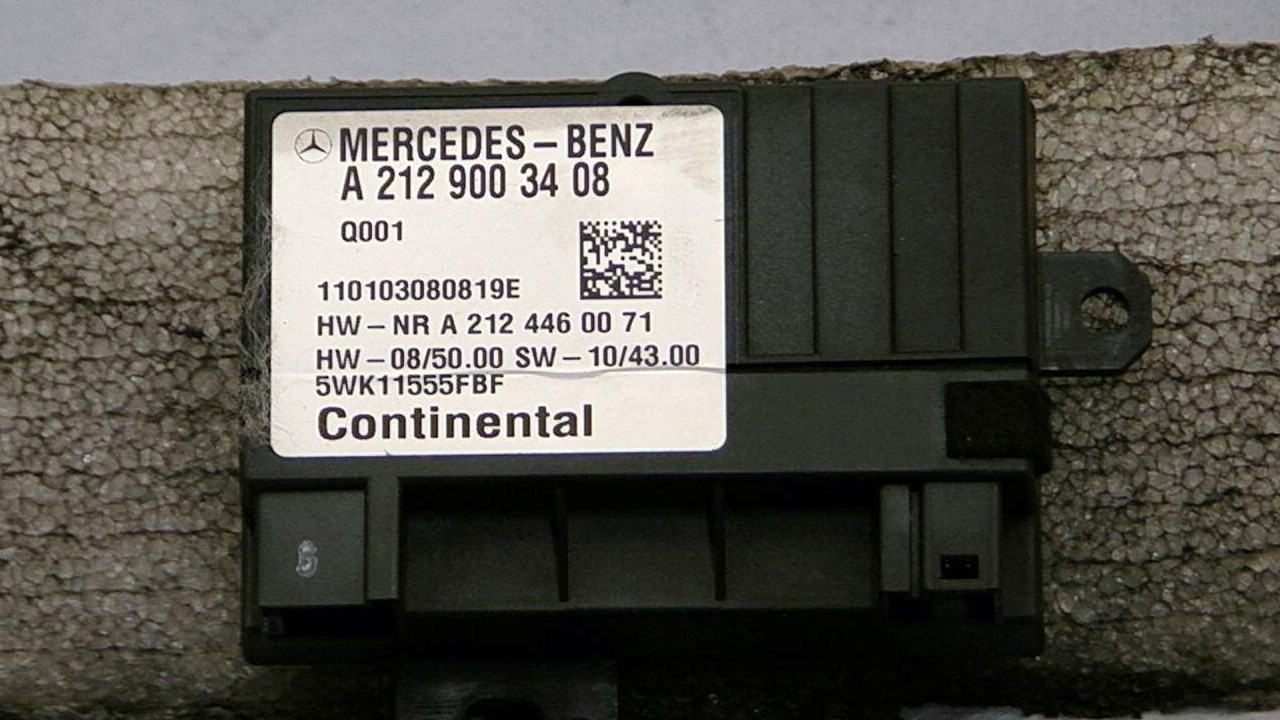 MERCEDES-BENZ
A 212 900 34 08
Q001
110103080819E
HW-NR A 212 446 00 71
HW-08/50.00 SW-10/43.00
5WK11555FBF
Continental